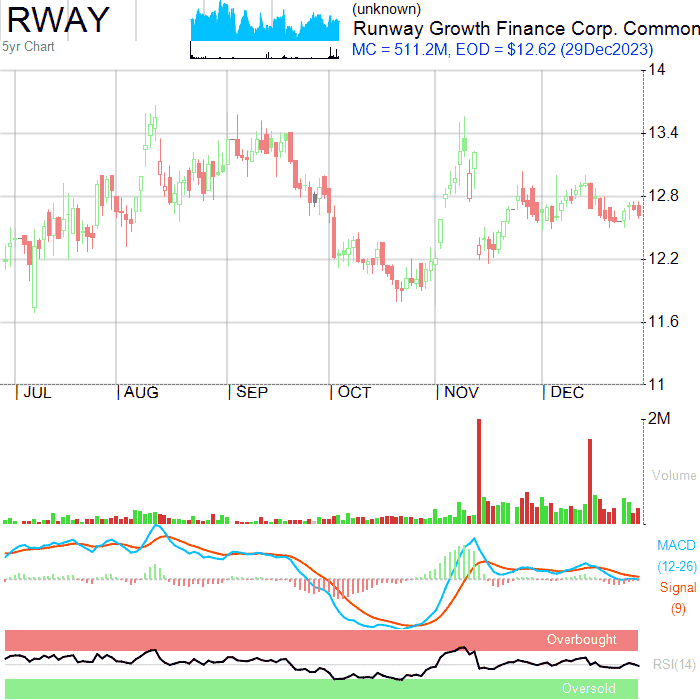 RWAY
5yr Chart
(unknown)
Runway Growth Finance Corp. Common
MC = 511.2M, EOD = $12.62 (29Dec2023)
14
13.4
12.8
12.2
11.6
11
JUL AUG SEP OCT NOV DEC
2M
Volume
MACD
(12-26)
Signal
(9)
Overbought
RSI(14)
Oversold